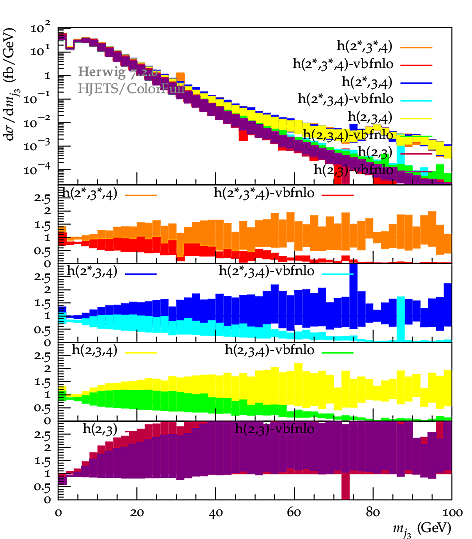 dσ/dm_{j_3} (fb/GeV)
10^2
10^1
1
10^−1
10^−2
10^−3
10^−4
Herwig
HJETS/ColorFull
h(2*,3*,4)
h(2*,3*,4)-vbfnlo
h(2*,3,4)
h(2*,3,4)-vbfnlo
h(2,3,4)
h(2,3,4)-vbfnlo
h(2,3)
h(2,3)-vbfnlo
h(2*,3*,4) h(2*,3*,4)-vbfnlo
2.5
2
1.5
1
0.5
0
h(2*,3,4) h(2*,3,4)-vbfnlo
2.5
2
1.5
1
0.5
0
h(2,3,4) h(2,3,4)-vbfnlo
2.5
2
1.5
1
0.5
0
h(2,3) h(2,3)-vbfnlo
2.5
2
1.5
1
0.5
0
0 20 40 60 80 100
m_{j_3} (GeV)